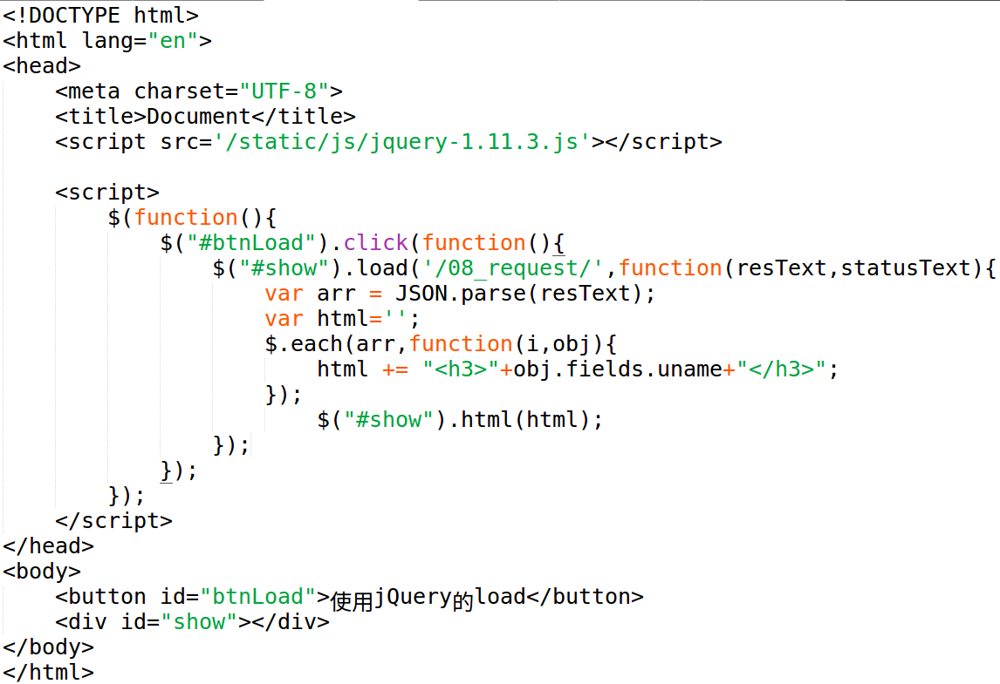 <!DOCTYPE html>
<html lang="en">
<head>
    <meta charset="UTF-8">
    <title>Document</title>
    <script src='/static/js/jquery-1.11.3.js'></script>

    <script>
        $(function(){
            $("#btnLoad").click(function(){
                $("#show").load('/08_request/',function(resText,statusText){
                    var arr = JSON.parse(resText);
                    var html='';
                    $.each(arr,function(i,obj){
                        html += "<h3>"+obj.fields.uname+"</h3>";
                    });
                        $("#show").html(html);
                });
            });
        });
    </script>
</head>
<body>
    <button id="btnLoad">使用jQuery的load</button>
    <div id="show"></div>
</body>
</html>